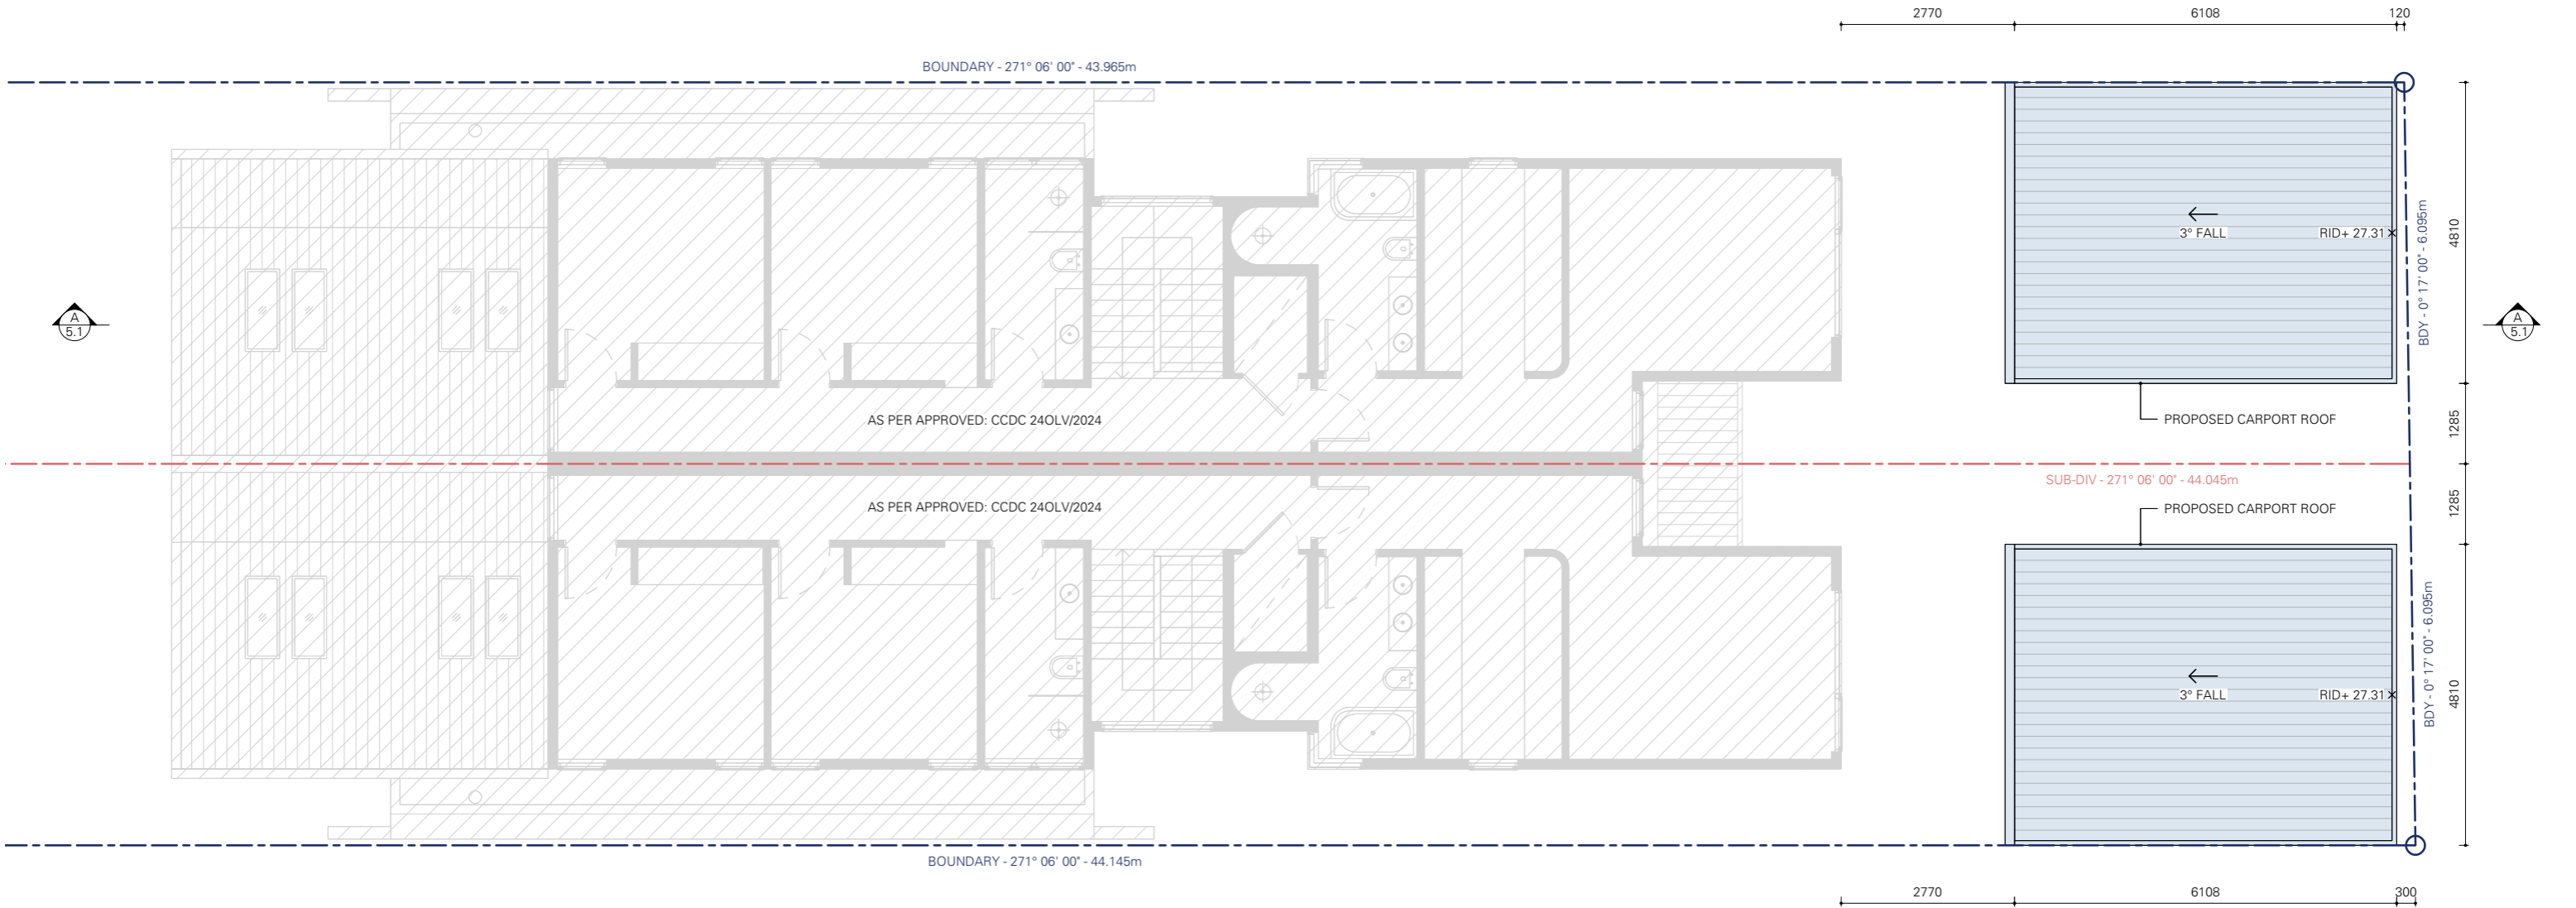 2770
6108
120
BOUNDARY - 271° 06' 00" - 43.965m
BDY - 0° 17' 00" - 6.095m
4810
3° FALL
RID+ 27.31
A
5.1
A
5.1
AS PER APPROVED: CCDC 24OLV/2024
PROPOSED CARPORT ROOF
1285
SUB-DIV - 271° 06' 00" - 44.045m
1285
AS PER APPROVED: CCDC 24OLV/2024
PROPOSED CARPORT ROOF
BDY - 0° 17' 00" - 6.095m
4810
3° FALL
RID+ 27.31
BOUNDARY - 271° 06' 00" - 44.145m
2770
6108
300